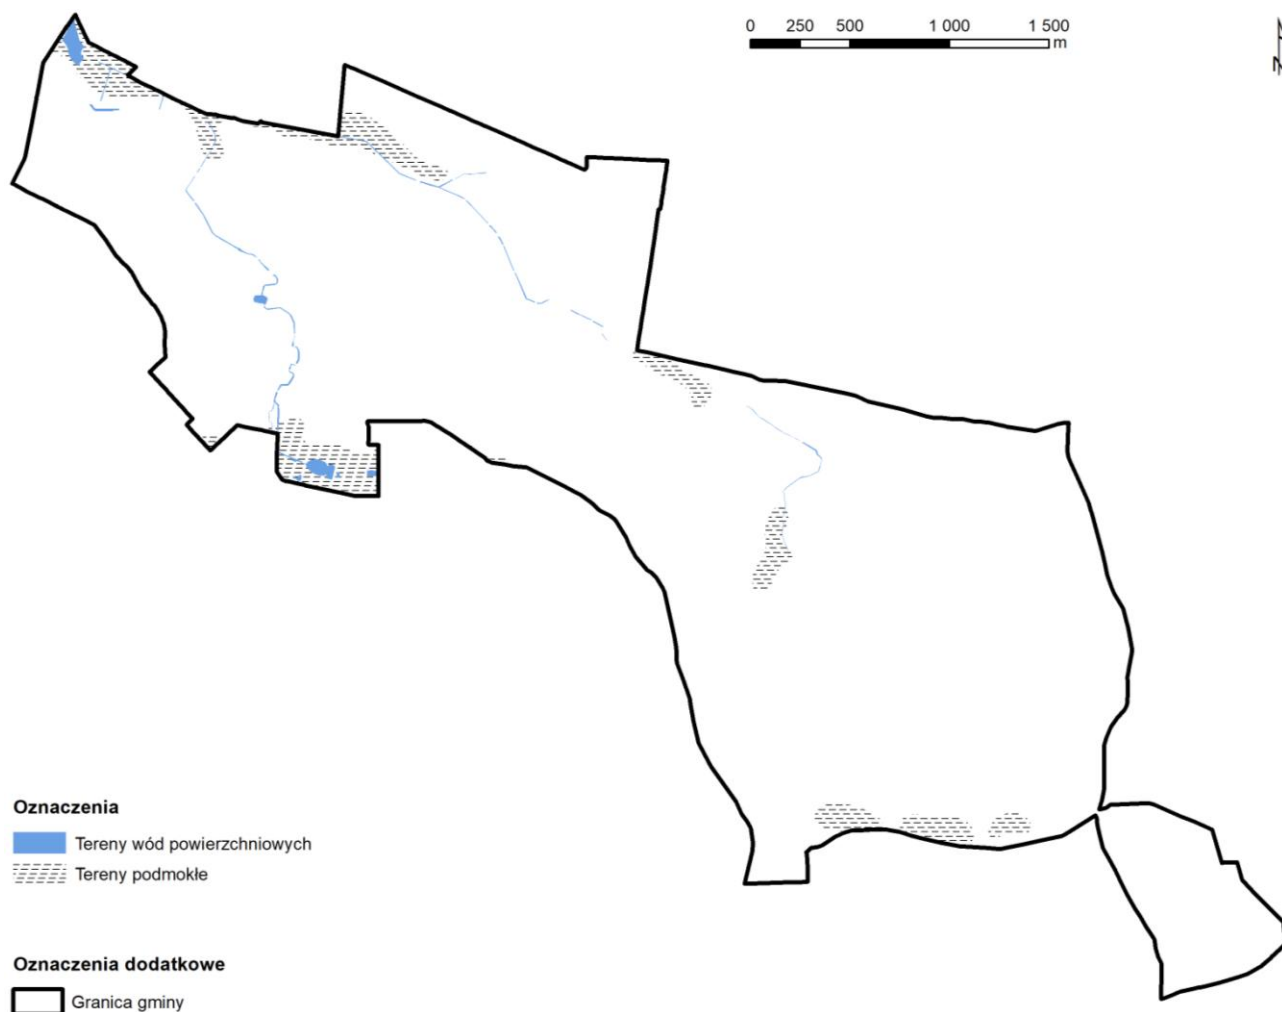 0 250 500 1 000 1 500
m
N
Oznaczenia
Tereny wód powierzchniowych
Tereny podmokłe
Oznaczenia dodatkowe
Granica gminy